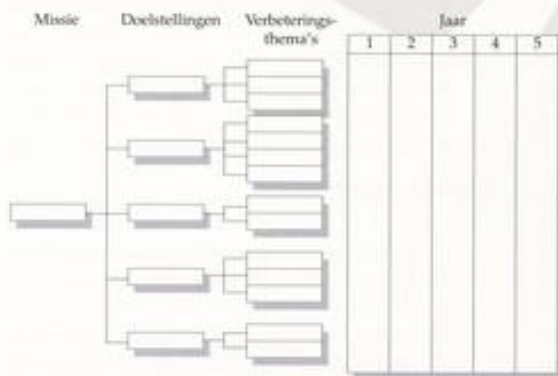 Missie
Doelstellingen
Verbeterings-
thema's
Jaar
1 2 3 4 5